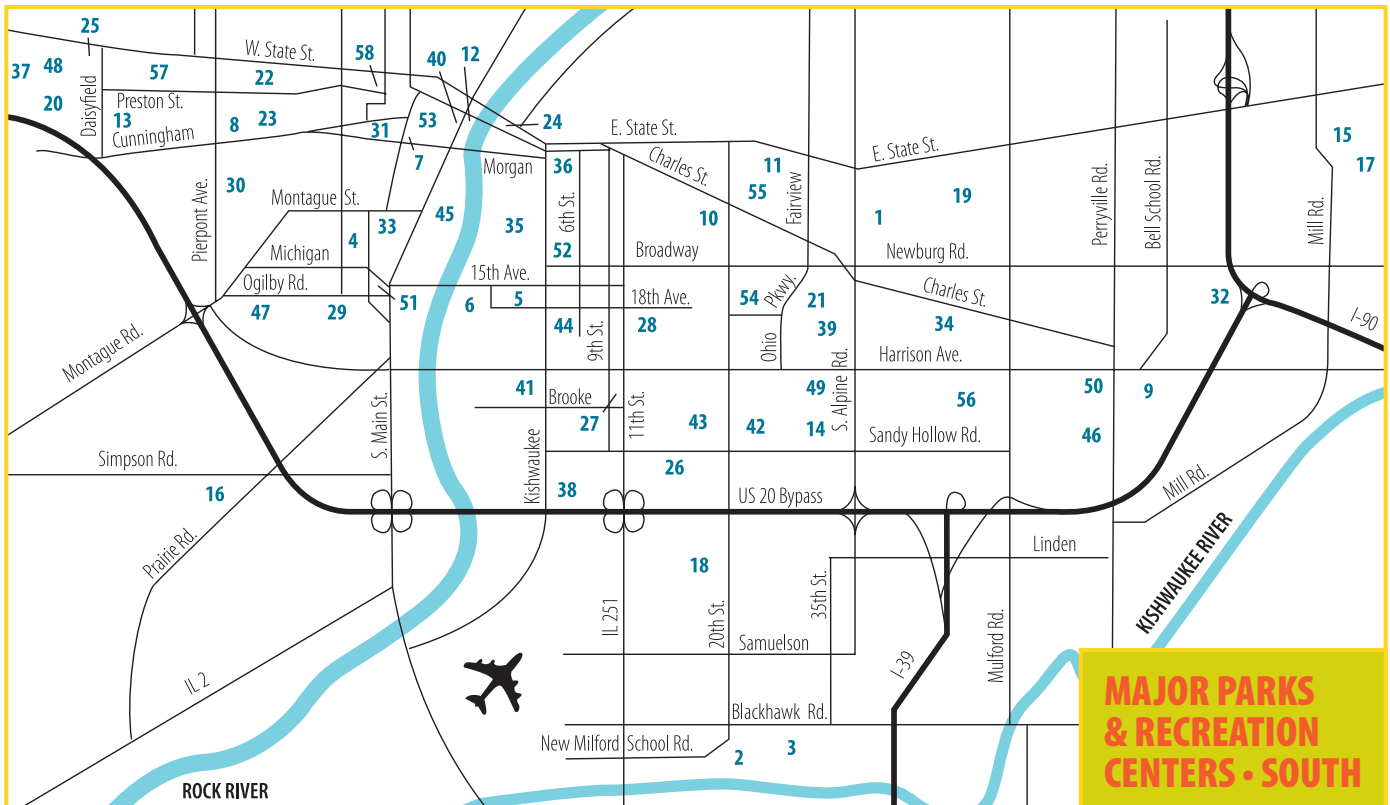 25
W. State St.
58
40
12
37
48
57
22
20
Daisyfield
Preston St.
13
Cunningham
8
23
31
53
7
24
E. State St.
Charles St.
11
55
Fairview
E. State St.
15
17
Morgan
36
30
Pierpont Ave.
Montague St.
33
4
Michigan
45
35
6th St.
52
10
Broadway
1
19
Newburg Rd.
Perryville Rd.
Bell School Rd.
Mill Rd.
Ogilby Rd.
47
29
51
15th Ave.
6
5
18th Ave.
44
9th St.
28
54
Pkwy.
Ohio
21
39
Charles St.
34
32
I-90
Montague Rd.
Harrison Ave.
S. Main St.
41
Brooke
27
Kishwaukee
11th St.
43
42
49
14
S. Alpine Rd.
56
Sandy Hollow Rd.
50
9
46
Simpson Rd.
16
26
38
US 20 Bypass
Mill Rd.
Prairie Rd.
18
Linden
35th St.
IL 251
20th St.
Samuelson
Mulford Rd.
KISHWAUKEE RIVER
IL 2
I-39
Blackhawk Rd.
New Milford School Rd.
2
3
ROCK RIVER
MAJOR PARKS
& RECREATION
CENTERS • SOUTH